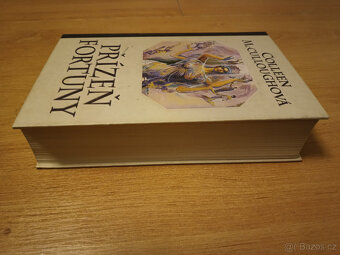 COLLEEN
McCULLOUGHOVÁ
PŘÍZEŇ
FORTUNY
Bazos.cz